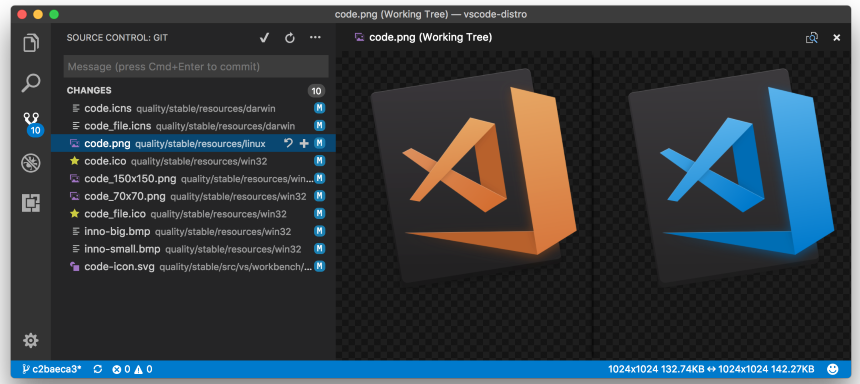 code.png (Working Tree) — vscode-distro
SOURCE CONTROL: GIT
code.png (Working Tree)
Message (press Cmd+Enter to commit)
CHANGES 10
code.icns quality/stable/resources/darwin M
code_file.icns quality/stable/resources/darwin M
10
code.png quality/stable/resources/linux M
code.ico quality/stable/resources/win32 M
code_150x150.png quality/stable/resources/win... M
code_70x70.png quality/stable/resources/win32 M
code_file.ico quality/stable/resources/win32 M
inno-big.bmp quality/stable/resources/win32 M
inno-small.bmp quality/stable/resources/win32 M
code-icon.svg quality/stable/src/vs/workbench/... M
c2baeca3* 0 0 1024x1024 132.74KB ↔ 1024x1024 142.27KB